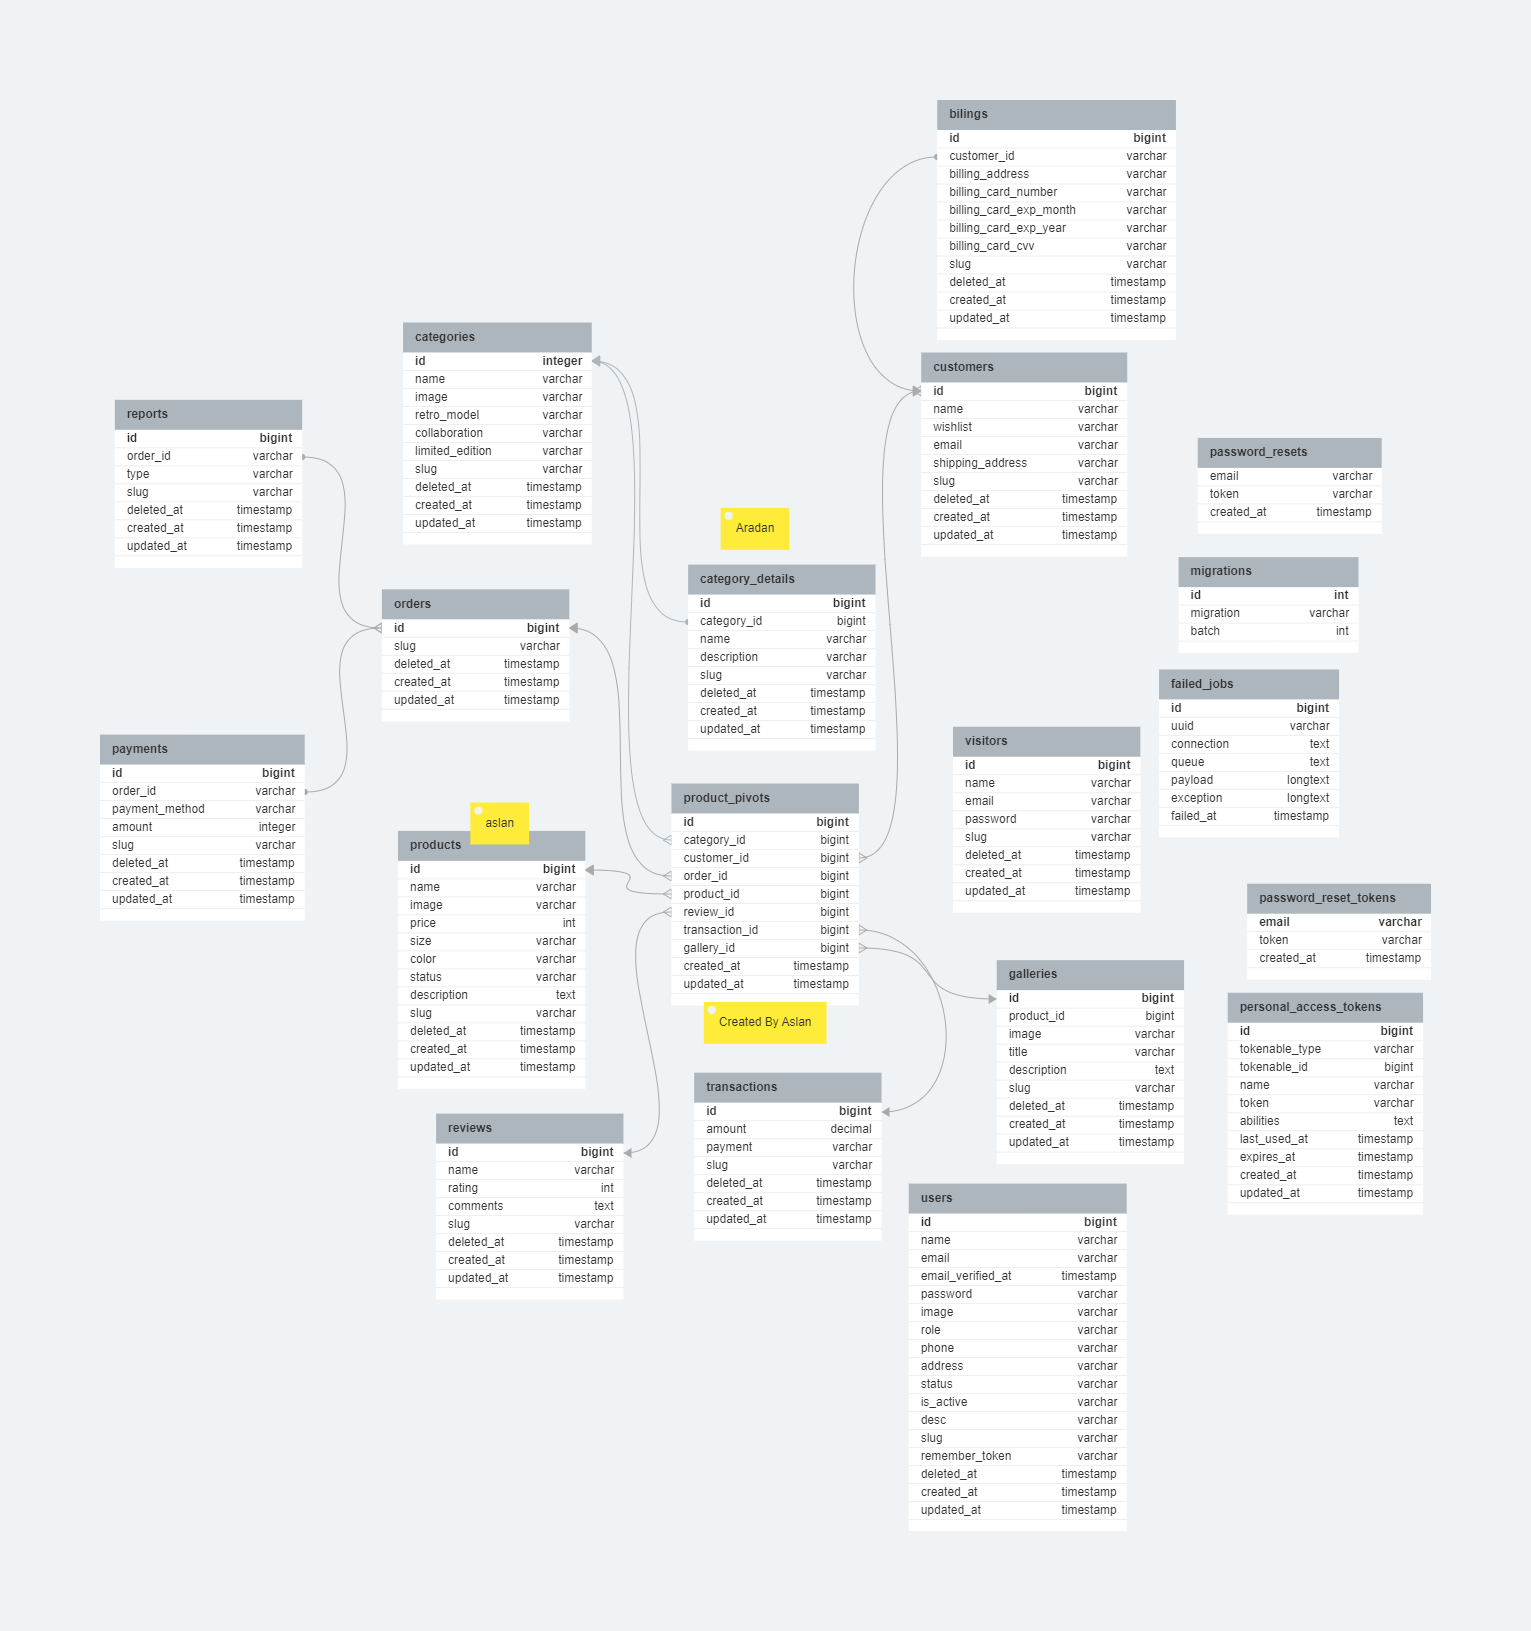 bilings
id bigint
customer_id varchar
billing_address varchar
billing_card_number varchar
billing_card_exp_month varchar
billing_card_exp_year varchar
billing_card_cvv varchar
slug varchar
deleted_at timestamp
created_at timestamp
updated_at timestamp
categories
id integer
name varchar
image varchar
retro_model varchar
collaboration varchar
limited_edition varchar
slug varchar
deleted_at timestamp
created_at timestamp
updated_at timestamp
customers
id bigint
name varchar
wishlist varchar
email varchar
shipping_address varchar
slug varchar
deleted_at timestamp
created_at timestamp
updated_at timestamp
reports
id bigint
order_id varchar
type varchar
slug varchar
deleted_at timestamp
created_at timestamp
updated_at timestamp
password_resets
email varchar
token varchar
created_at timestamp
Aradan
migrations
id int
migration varchar
batch int
category_details
id bigint
category_id bigint
name varchar
description varchar
slug varchar
deleted_at timestamp
created_at timestamp
updated_at timestamp
orders
id bigint
slug varchar
deleted_at timestamp
created_at timestamp
updated_at timestamp
failed_jobs
id bigint
uuid varchar
connection text
queue text
payload longtext
exception longtext
failed_at timestamp
visitors
id bigint
name varchar
email varchar
password varchar
slug varchar
deleted_at timestamp
created_at timestamp
updated_at timestamp
payments
id bigint
order_id varchar
payment_method varchar
amount integer
slug varchar
deleted_at timestamp
created_at timestamp
updated_at timestamp
product_pivots
id bigint
category_id bigint
customer_id bigint
order_id bigint
product_id bigint
review_id bigint
transaction_id bigint
gallery_id bigint
created_at timestamp
updated_at timestamp
Created By Aslan
aslan
products
id bigint
name varchar
image varchar
price int
size varchar
color varchar
status varchar
description text
slug varchar
deleted_at timestamp
created_at timestamp
updated_at timestamp
password_reset_tokens
email varchar
token varchar
created_at timestamp
galleries
id bigint
product_id bigint
image varchar
title varchar
description text
slug varchar
deleted_at timestamp
created_at timestamp
updated_at timestamp
personal_access_tokens
id bigint
tokenable_type varchar
tokenable_id bigint
name varchar
token varchar
abilities text
last_used_at timestamp
expires_at timestamp
created_at timestamp
updated_at timestamp
transactions
id bigint
amount decimal
payment varchar
slug varchar
deleted_at timestamp
created_at timestamp
updated_at timestamp
reviews
id bigint
name varchar
rating int
comments text
slug varchar
deleted_at timestamp
created_at timestamp
updated_at timestamp
users
id bigint
name varchar
email varchar
email_verified_at timestamp
password varchar
image varchar
role varchar
phone varchar
address varchar
status varchar
is_active varchar
desc varchar
slug varchar
remember_token varchar
deleted_at timestamp
created_at timestamp
updated_at timestamp